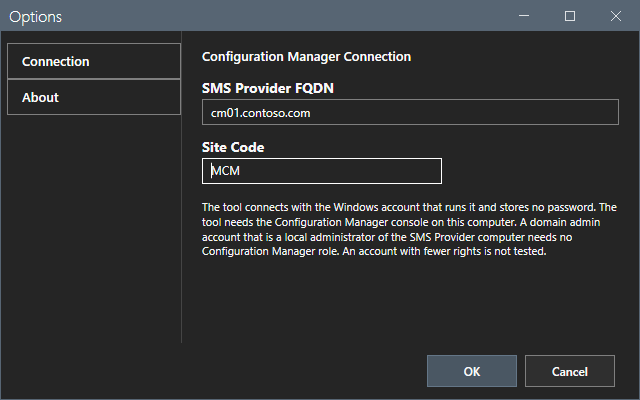 Options
Connection
About
Configuration Manager Connection
SMS Provider FQDN
cm01.contoso.com
Site Code
MCM
The tool connects with the Windows account that runs it and stores no password. The
tool needs the Configuration Manager console on this computer. A domain admin
account that is a local administrator of the SMS Provider computer needs no
Configuration Manager role. An account with fewer rights is not tested.
OK
Cancel